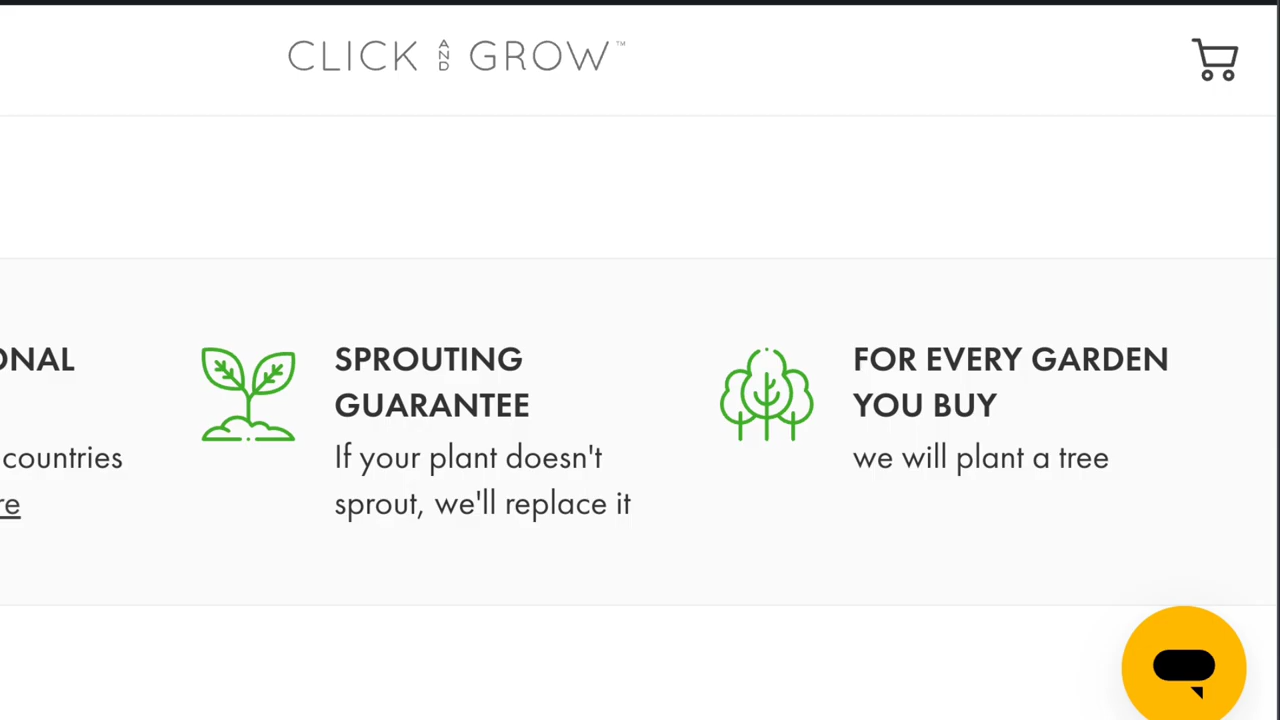 CLICK AND GROW™
SPROUTING
GUARANTEE
If your plant doesn't
sprout, we'll replace it
FOR EVERY GARDEN
YOU BUY
we will plant a tree
ONAL
countries
re